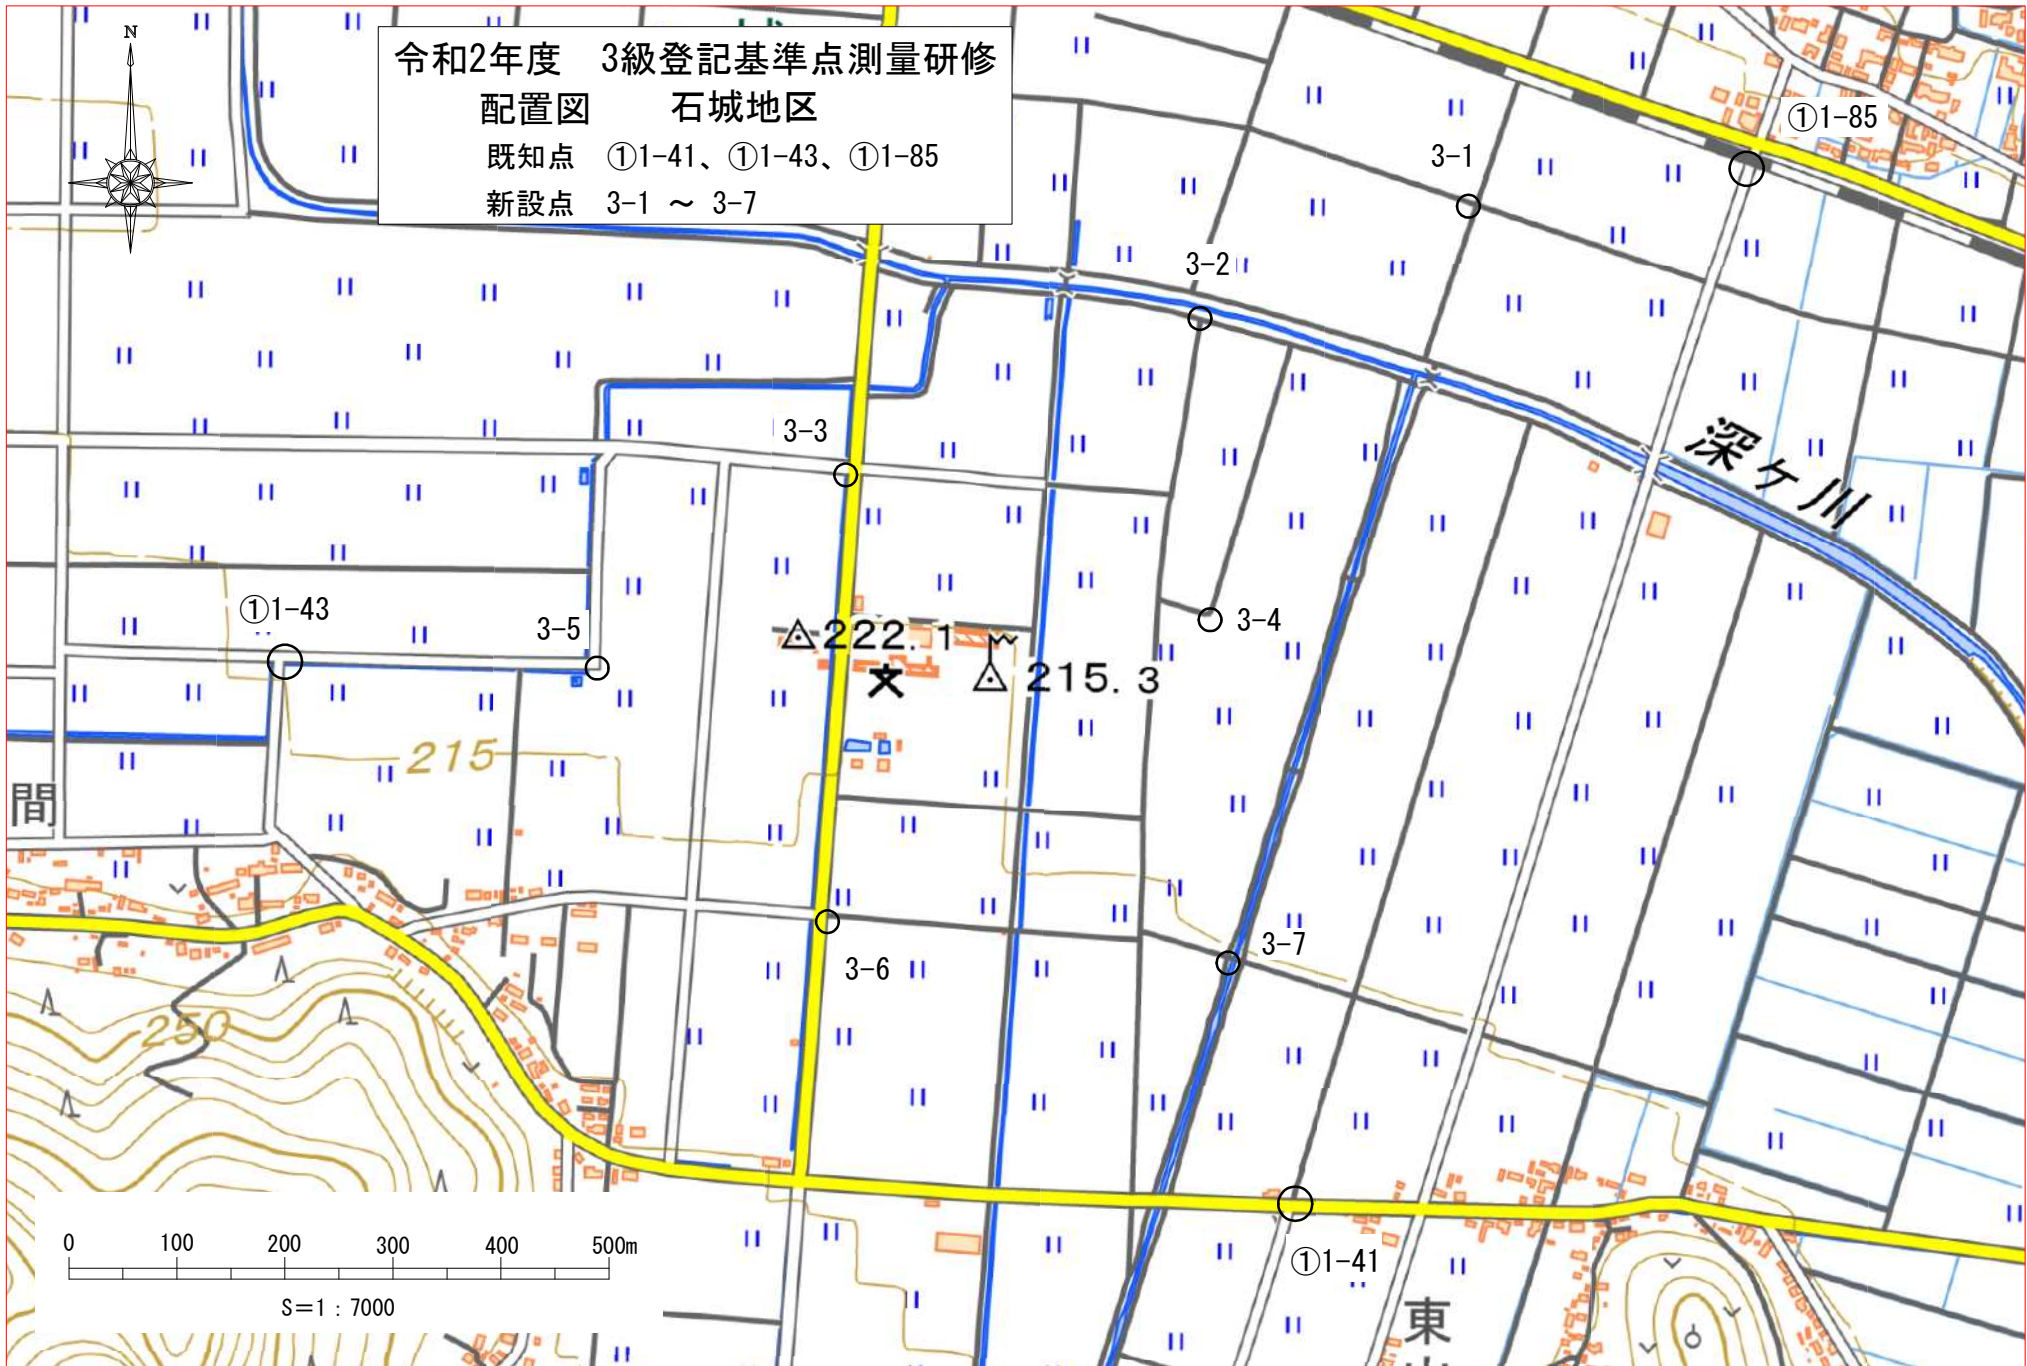 令和2年度　3級登記基準点測量研修
配置図　　石城地区
既知点　①1-41、①1-43、①1-85
新設点　3-1 ～ 3-7
N
①1-85
3-1
3-2
3-3
深ケ川
①1-43
3-5
3-4
222.1
215.3
文
215
間
3-6
3-7
250
①1-41
東
0 100 200 300 400 500m
S=1：7000